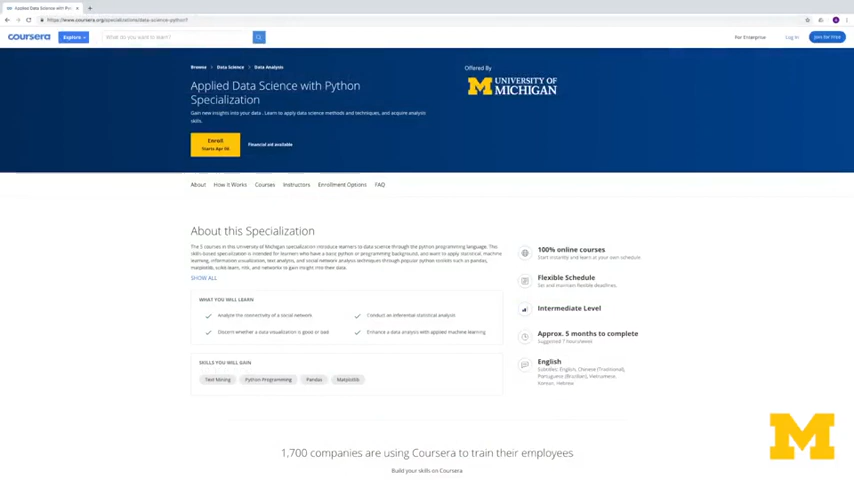 Applied Data Science with Pyt
https://www.coursera.org/specializations/data-science-python?
coursera
Explore
What do you want to learn?
For Enterprise
Log In
Join for Free
Browse > Data Science > Data Analysis
Offered By
Applied Data Science with Python
Specialization
UNIVERSITY OF
MICHIGAN
Gain new insights into your data. Learn to apply data science methods and techniques, and acquire analysis
skills.
Enroll
Starts Apr 06
Financial aid available
About
How It Works
Courses
Instructors
Enrollment Options
FAQ
About this Specialization
The 5 courses in this University of Michigan specialization introduce learners to data science through the python programming language. This
skills-based specialization is intended for learners who have a basic python or programming background, and want to apply statistical, machine
learning, information visualization, text analysis, and social network analysis techniques through popular python toolkits such as pandas,
matplotlib, scikit-learn, nltk, and networkx to gain insight into their data.
SHOW ALL
100% online courses
Start instantly and learn at your own schedule.
Flexible Schedule
Set and maintain flexible deadlines.
WHAT YOU WILL LEARN
Analyze the connectivity of a social network
Conduct an inferential statistical analysis
Discern whether a data visualization is good or bad
Enhance a data analysis with applied machine learning
Intermediate Level
Approx. 5 months to complete
Suggested 7 hours/week
English
Subtitles: English, Chinese (Traditional),
Portuguese (Brazilian), Vietnamese,
Korean, Hebrew
SKILLS YOU WILL GAIN
Text Mining
Python Programming
Pandas
Matplotlib
1,700 companies are using Coursera to train their employees
Build your skills on Coursera